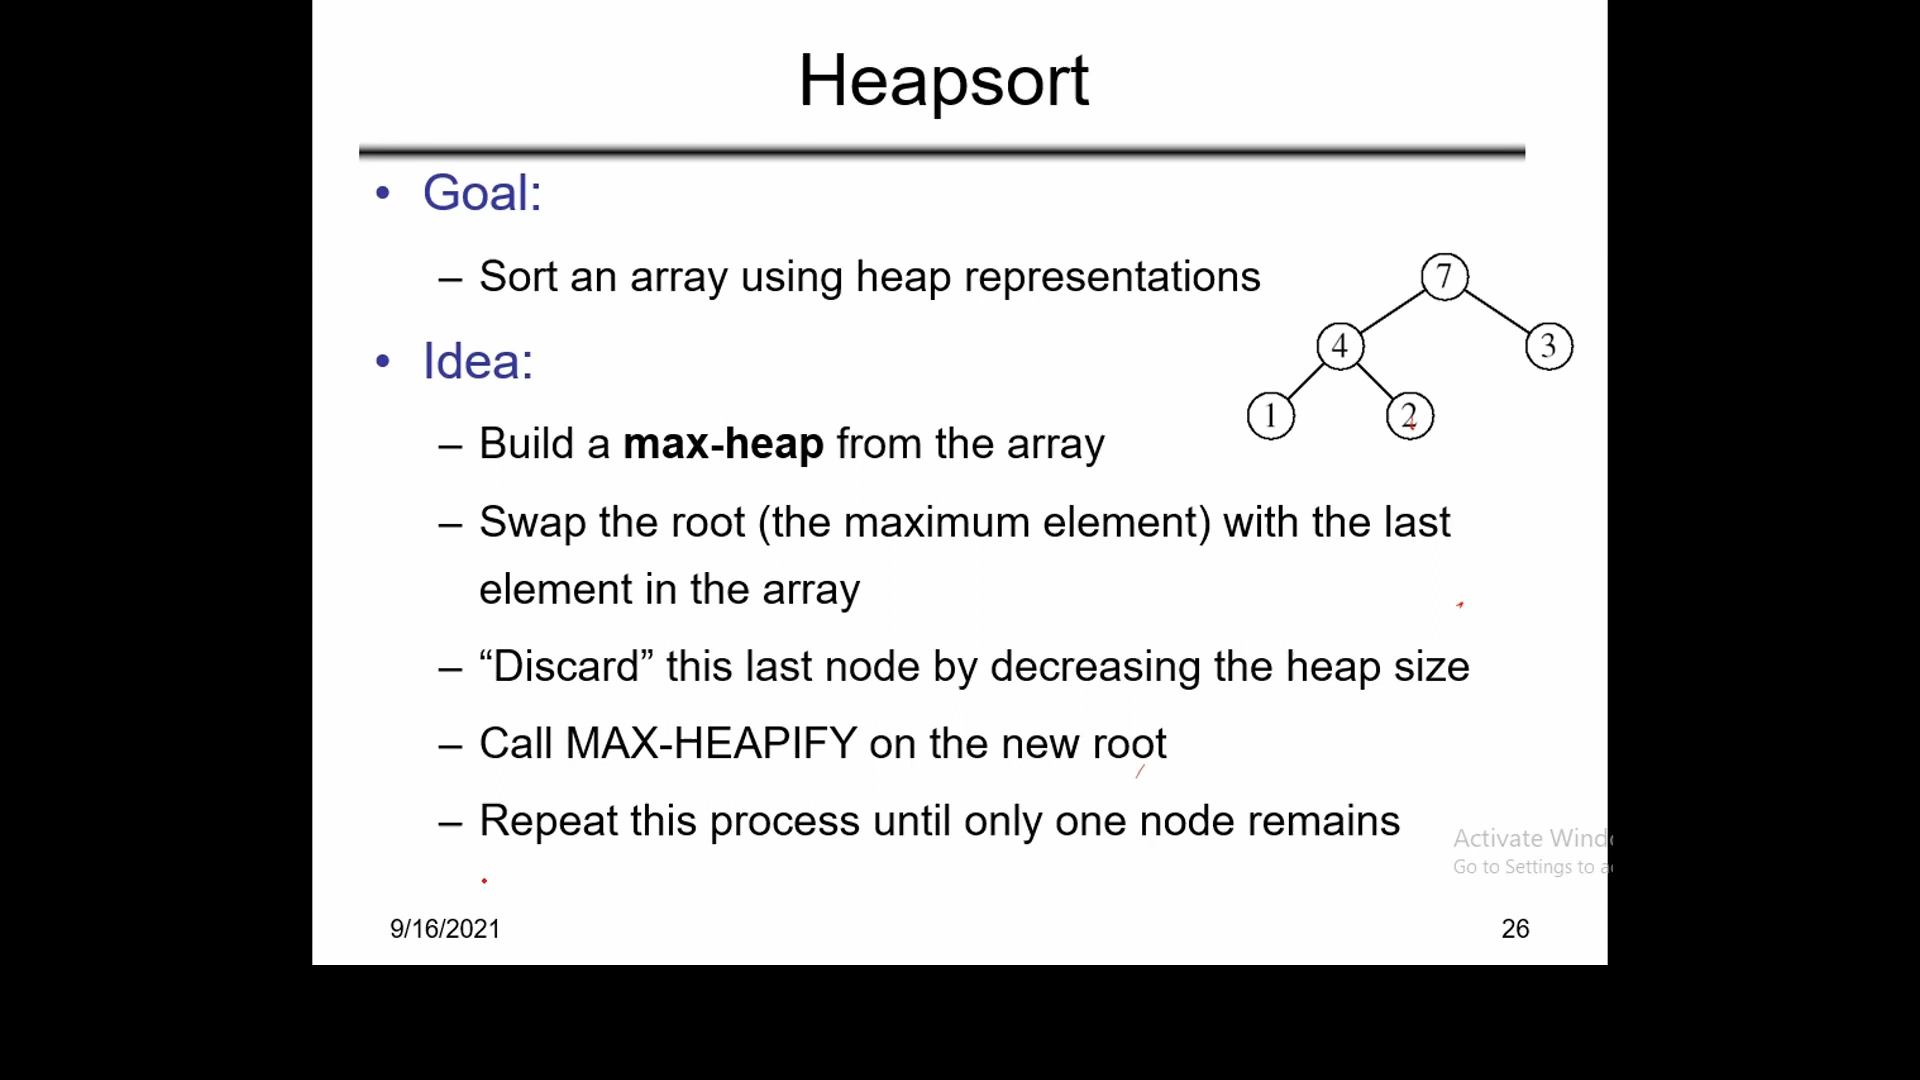 Heapsort
• Goal:
– Sort an array using heap representations
7
4
3
1
2
• Idea:
– Build a max-heap from the array
– Swap the root (the maximum element) with the last
element in the array
– “Discard” this last node by decreasing the heap size
– Call MAX-HEAPIFY on the new root
– Repeat this process until only one node remains
Activate
Go to Settings to
9/16/2021
26